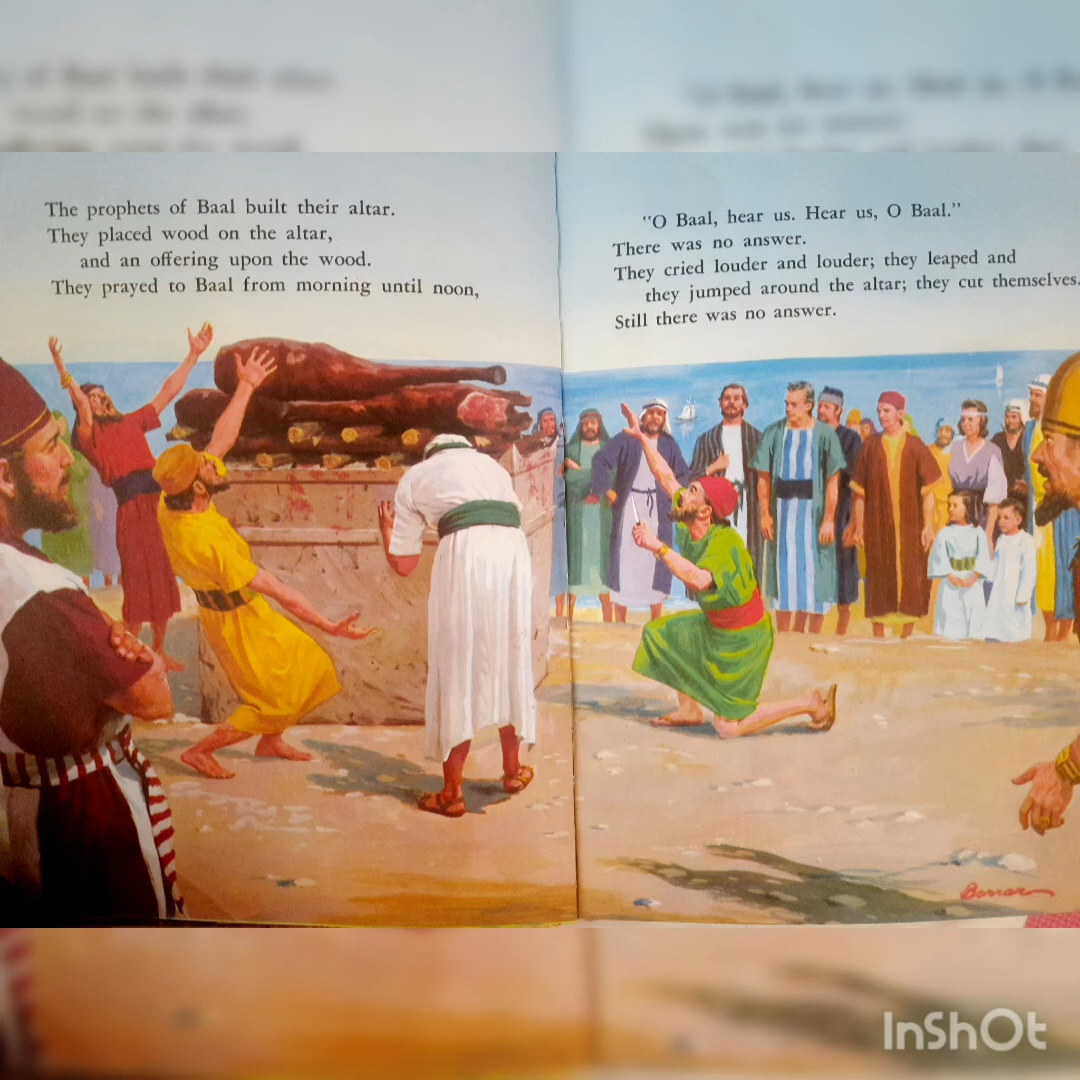 The prophets of Baal built their altar.
They placed wood on the altar,
and an offering upon the wood.
They prayed to Baal from morning until noon,
"O Baal, hear us. Hear us, O Baal."
There was no answer.
They cried louder and louder; they leaped and
they jumped around the altar; they cut themselves.
Still there was no answer.
InShOt